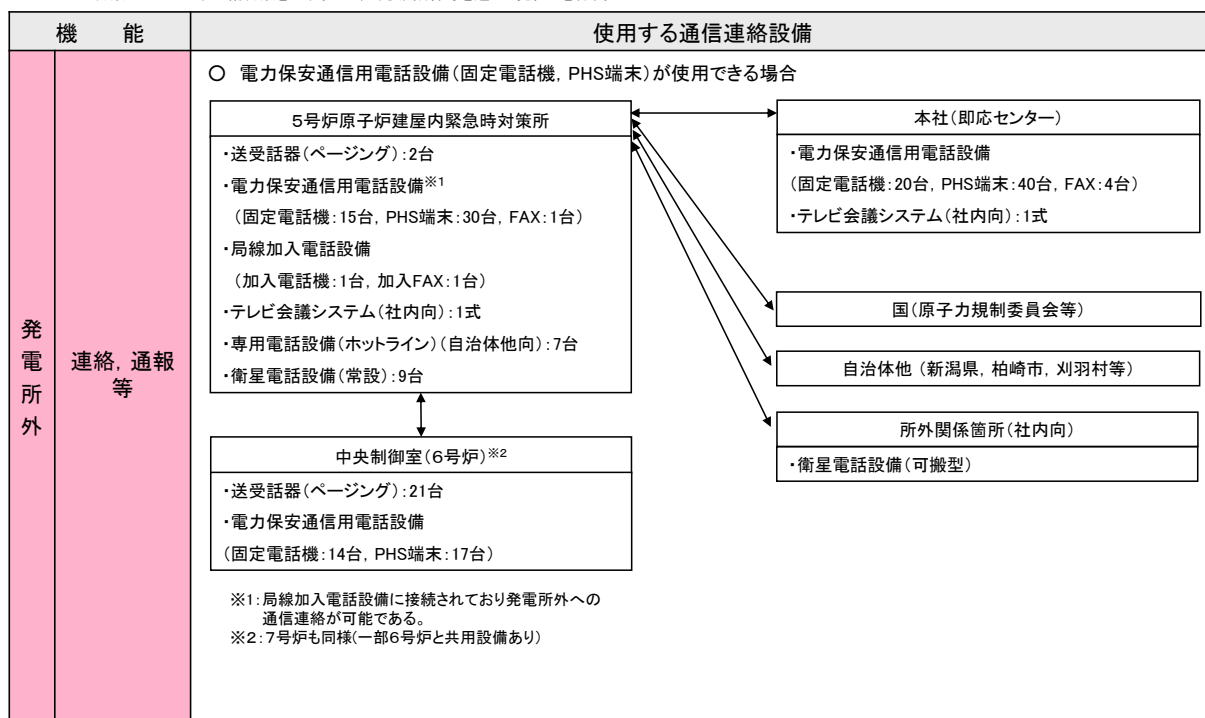 機 能
使用する通信連絡設備
発電所外
連絡，通報等
○ 電力保安通信用電話設備（固定電話機，PHS端末）が使用できる場合
5号炉原子炉建屋内緊急時対策所
・送受話器（ページング）：2台
・電力保安通信用電話設備※1
（固定電話機：15台，PHS端末：30台，FAX：1台）
・局線加入電話設備
（加入電話機：1台，加入FAX：1台）
・テレビ会議システム（社内向）：1式
・専用電話設備（ホットライン）（自治体他向）：7台
・衛星電話設備（常設）：9台
中央制御室（6号炉）※2
・送受話器（ページング）：21台
・電力保安通信用電話設備
（固定電話機：14台，PHS端末：17台）
※1：局線加入電話設備に接続されており発電所外への
通信連絡が可能である。
※2：7号炉も同様（一部6号炉と共用設備あり）
本社（即応センター）
・電力保安通信用電話設備
（固定電話機：20台，PHS端末：40台，FAX：4台）
・テレビ会議システム（社内向）：1式
国（原子力規制委員会等）
自治体他（新潟県，柏崎市，刈羽村等）
所外関係箇所（社内向）
・衛星電話設備（可搬型）